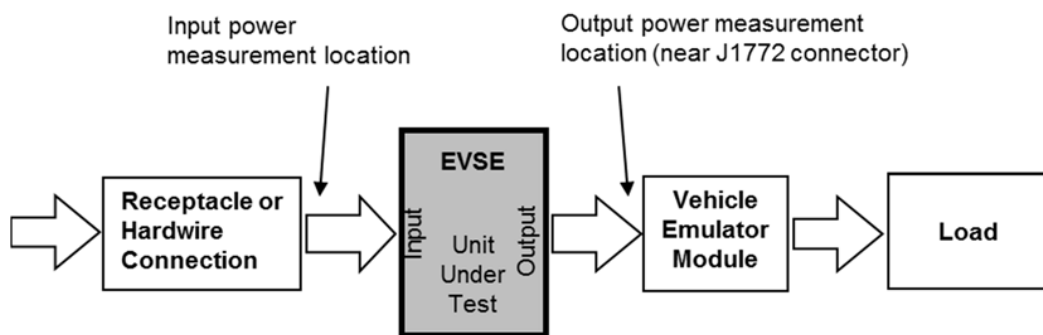 Input power
measurement location
Output power measurement
location (near J1772 connector)
Receptacle or
Hardwire
Connection
EVSE
Input
Unit
Under
Test
Output
Vehicle
Emulator
Module
Load